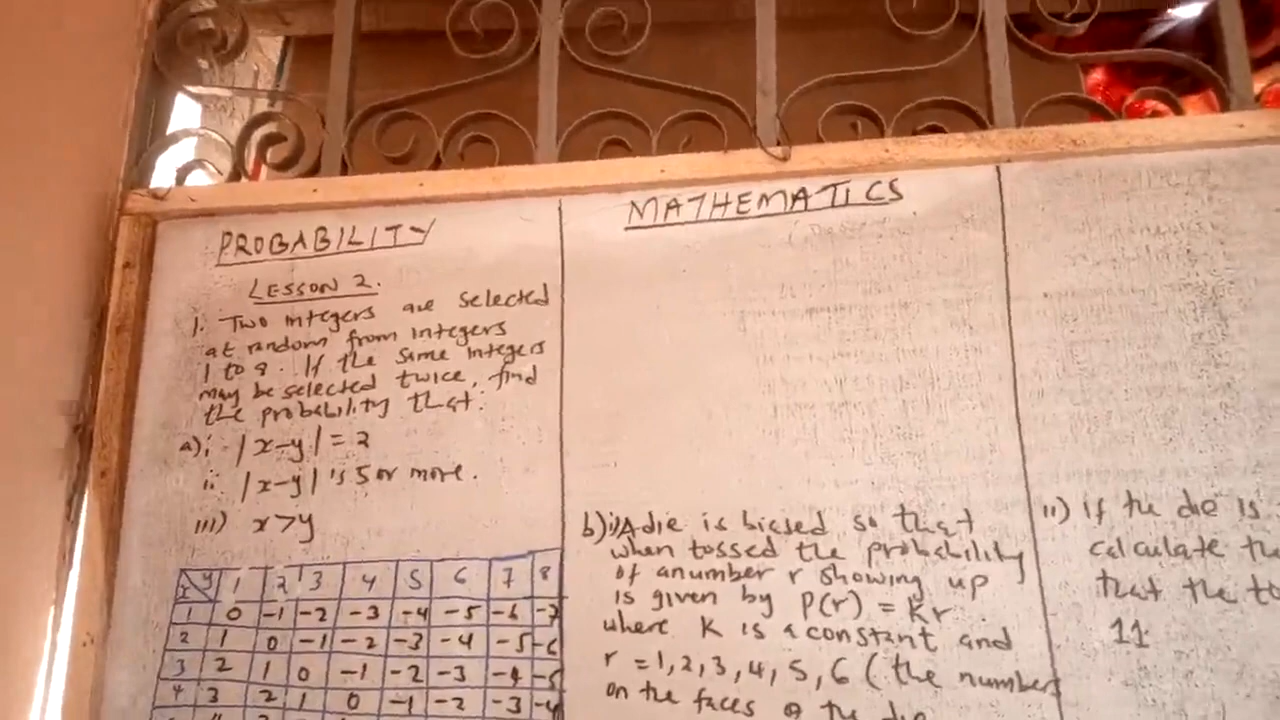 MATHEMATICS
PROBABILITY
LESSON 2.
1. Two integers are selected
at random from integers
1 to 8. If the same integers
may be selected twice, find
the probability that:
a) i. |x-y| = 2
ii |x-y| is 5 or more.
iii) x>y
x y 1 2 3 4 5 6 7 8
1 0 -1 -2 -3 -4 -5 -6 -7
2 1 0 -1 -2 -3 -4 -5 -6
3 2 1 0 -1 -2 -3 -4 -5
4 3 2 1 0 -1 -2 -3 -4
b) i) A die is biased so that
when tossed the probability
of a number r showing up
is given by P(r) = Kr
where K is a constant and
r = 1, 2, 3, 4, 5, 6 (the numbers
on the faces of the die
ii) if the die is
calculate the
that the
11.